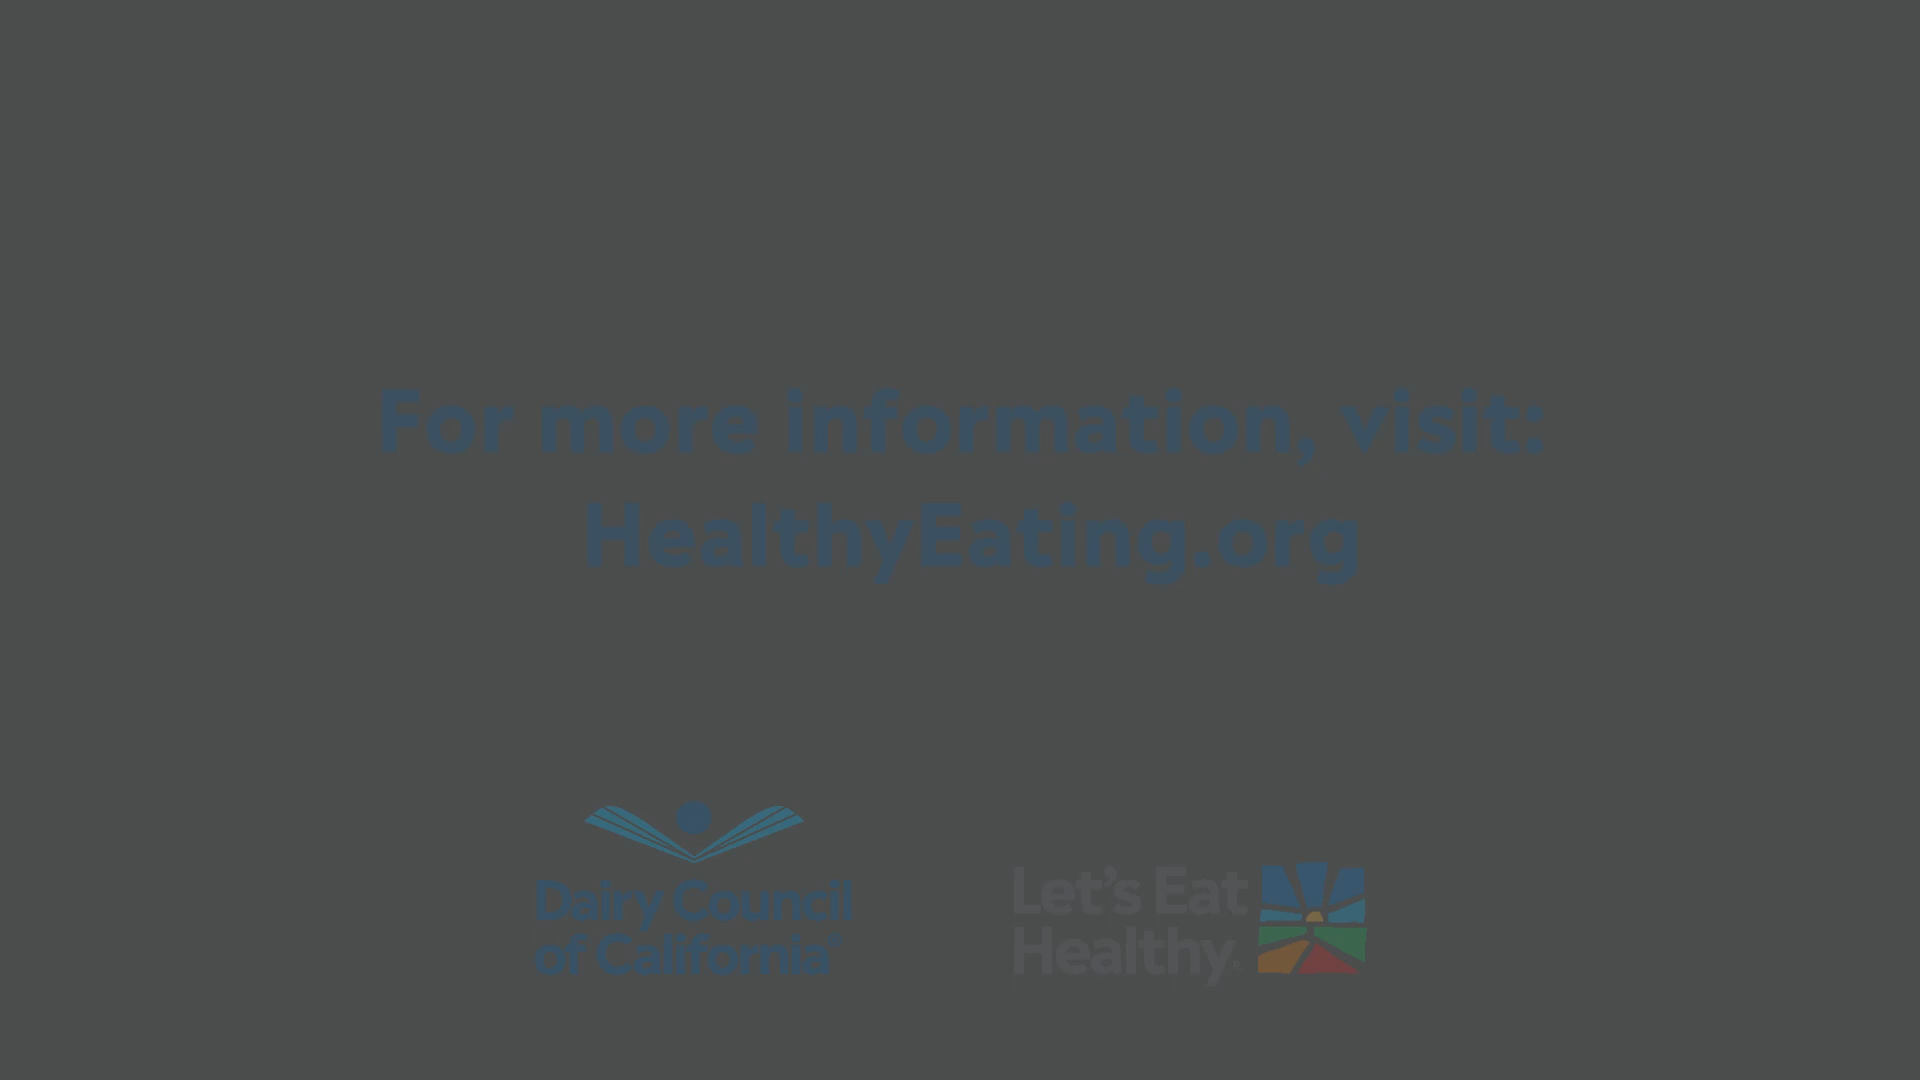 For more information, visit:
HealthyEating.org
Dairy Council
of California®
Let's Eat
Healthy®